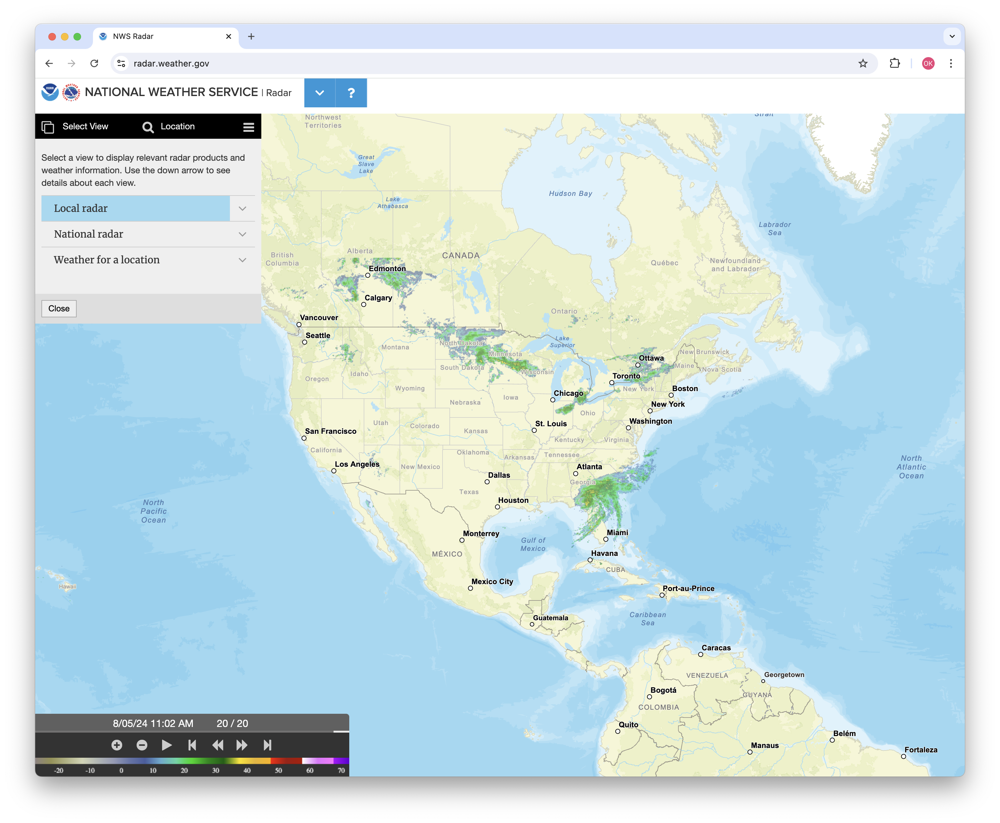 NWS Radar
radar.weather.gov
OK
NOAA
NATIONAL WEATHER SERVICE | Radar
?
Select View
Location
Select a view to display relevant radar products and
weather information. Use the down arrow to see
details about each view.
Local radar
National radar
Weather for a location
Close
Northwest
Territories
Strait
Great
Slave
Lake
Hudson Bay
Lake
Athabasca
Labrador
Sea
Alberta
British
Columbia
CANADA
Québec
Newfoundland
and Labrador
Edmonton
Calgary
Ontario
Vancouver
Seattle
North Dakota
Montana
Lake
Superior
Minnesota
New Brunswick
Ottawa
Maine
Nova Scotia
South Dakota
Wisconsin
Idaho
Oregon
Toronto
Wyoming
New York
Boston
Chicago
Iowa
Nebraska
New York
Ohio
Utah
Colorado
St. Louis
Washington
Kansas
San Francisco
Kentucky
Virginia
California
Oklahoma
Arkansas
Tennessee
North
Atlantic
Ocean
Los Angeles
New Mexico
Atlanta
Dallas
Georgia
Texas
Houston
North
Pacific
Ocean
Monterrey
Miami
Gulf of
Mexico
MÉXICO
Havana
CUBA
Hawaii
Mexico City
Port-au-Prince
Caribbean
Sea
Guatemala
Caracas
VENEZUELA
Georgetown
Bogotá
GUYANA
COLOMBIA
Quito
Belém
Manaus
Fortaleza
8/05/24 11:02 AM 20 / 20
-20 -10 0 10 20 30 40 50 60 70